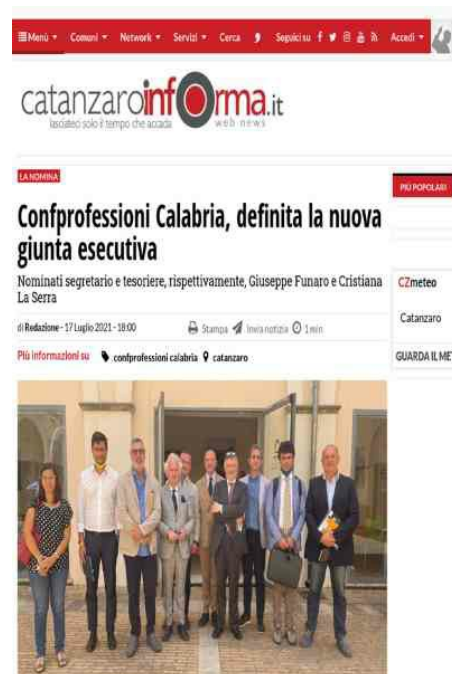 Menù Comuni Network Servizi Cerca Seguici su Accedi
catanzaroinforma.it
lasciateci solo il tempo che accada web news
LA NOMINA
PIÙ POPOLARI
Confprofessioni Calabria, definita la nuova
giunta esecutiva
Nominati segretario e tesoriere, rispettivamente, Giuseppe Funaro e Cristiana
La Serra
CZmeteo
Catanzaro
di Redazione - 17 Luglio 2021 - 18:00 Stampa Invia notizia 1 min
Più informazioni su confprofessioni calabria catanzaro
GUARDA IL MET